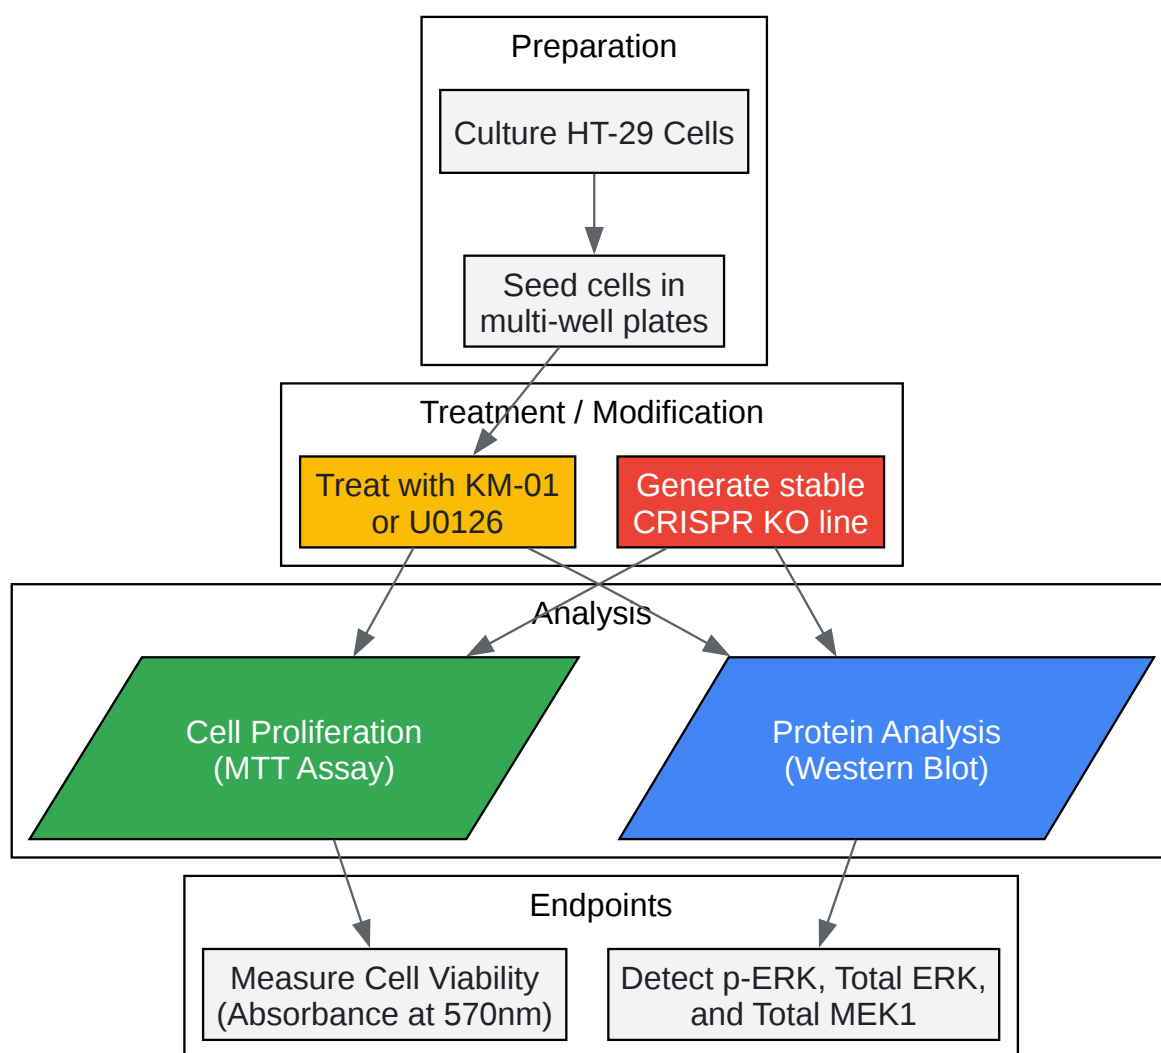 Preparation
Culture HT-29 Cells
Seed cells in
multi-well plates
Treatment / Modification
Treat with KM-01
or U0126
Generate stable
CRISPR KO line
Analysis
Cell Proliferation
(MTT Assay)
Protein Analysis
(Western Blot)
Endpoints
Measure Cell Viability
(Absorbance at 570nm)
Detect p-ERK, Total ERK,
and Total MEK1